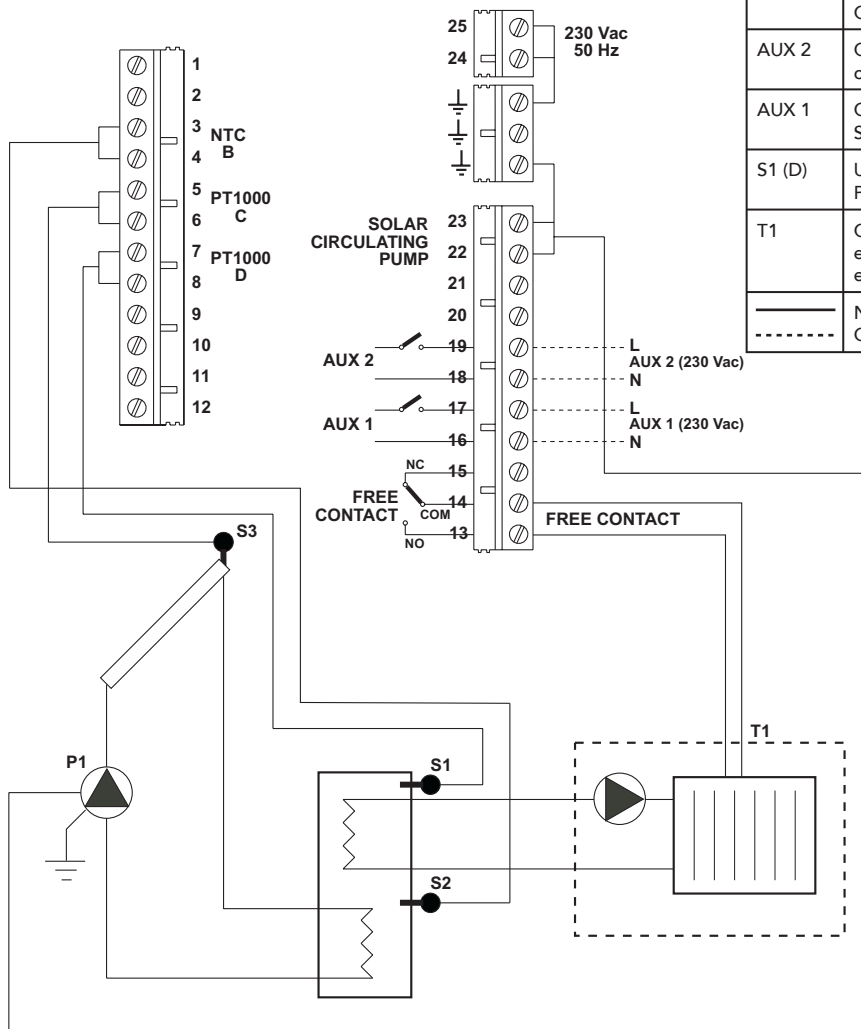 1
2
3
4
NTC
B
5
6
PT1000
C
7
8
PT1000
D
9
10
11
12
25
24
230 Vac
50 Hz
SOLAR
CIRCULATING
PUMP
23
22
21
20
19
18
17
16
15
14
13
AUX 2
AUX 1
L
AUX 2 (230 Vac)
N
L
AUX 1 (230 Vac)
N
NC
FREE
CONTACT
COM
NO
FREE CONTACT
S3
P1
S1
S2
T1
AUX 2
AUX 1
S1 (D)
T1